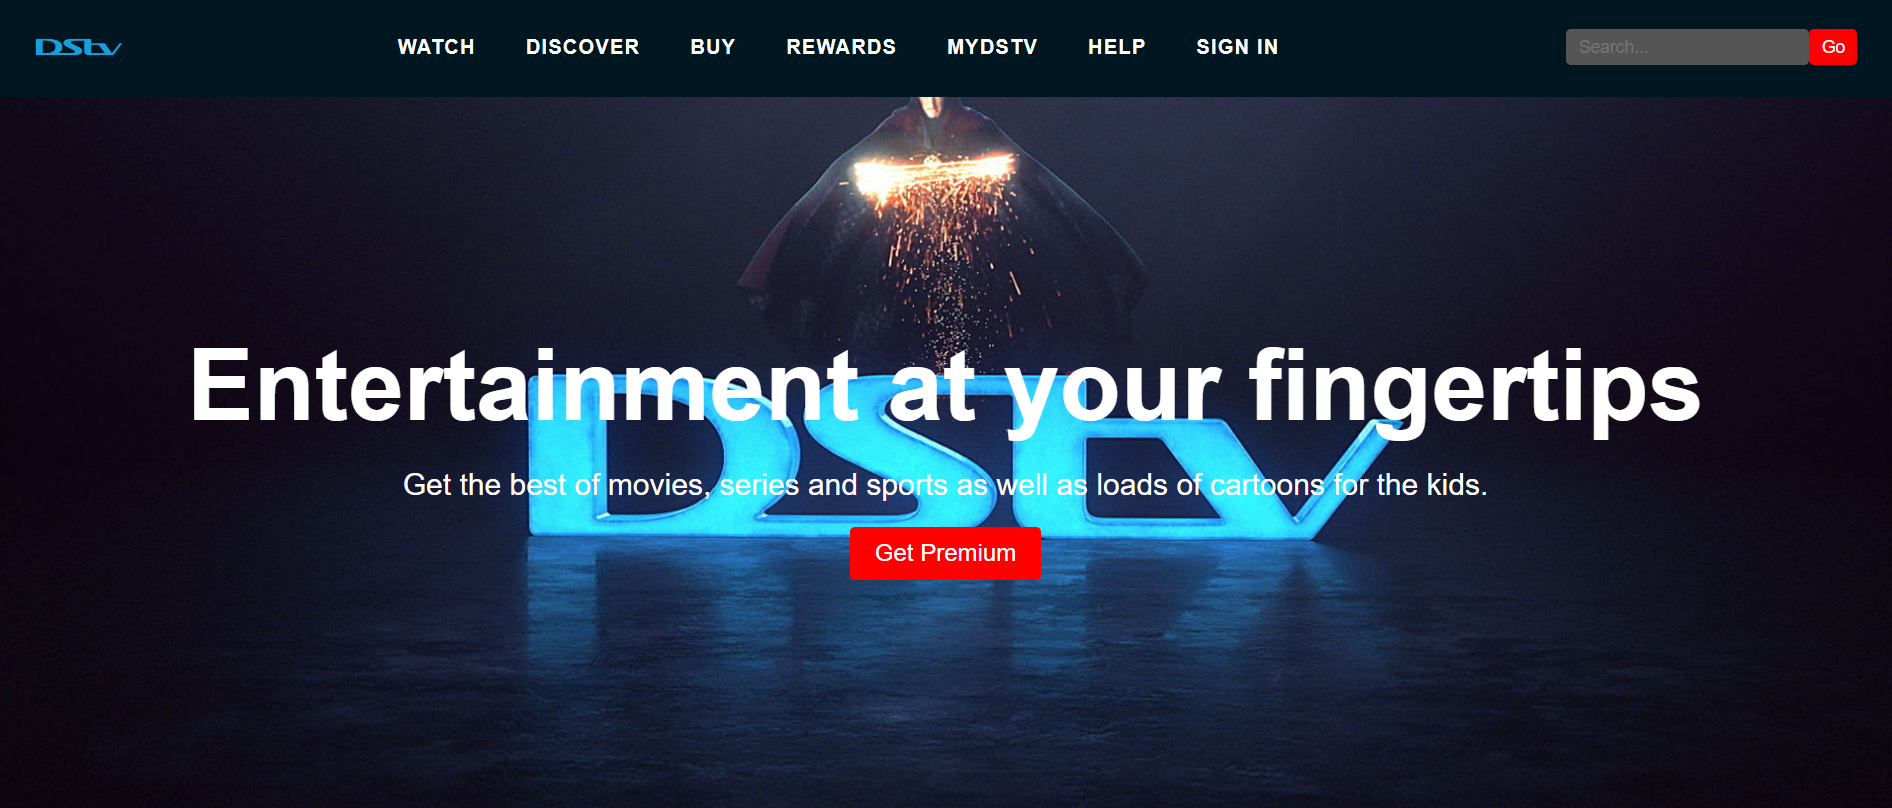 DStv
WATCH DISCOVER BUY REWARDS MYDSTV HELP SIGN IN
Search... Go
Entertainment at your fingertips
DStv
Get the best of movies, series and sports as well as loads of cartoons for the kids.
Get Premium